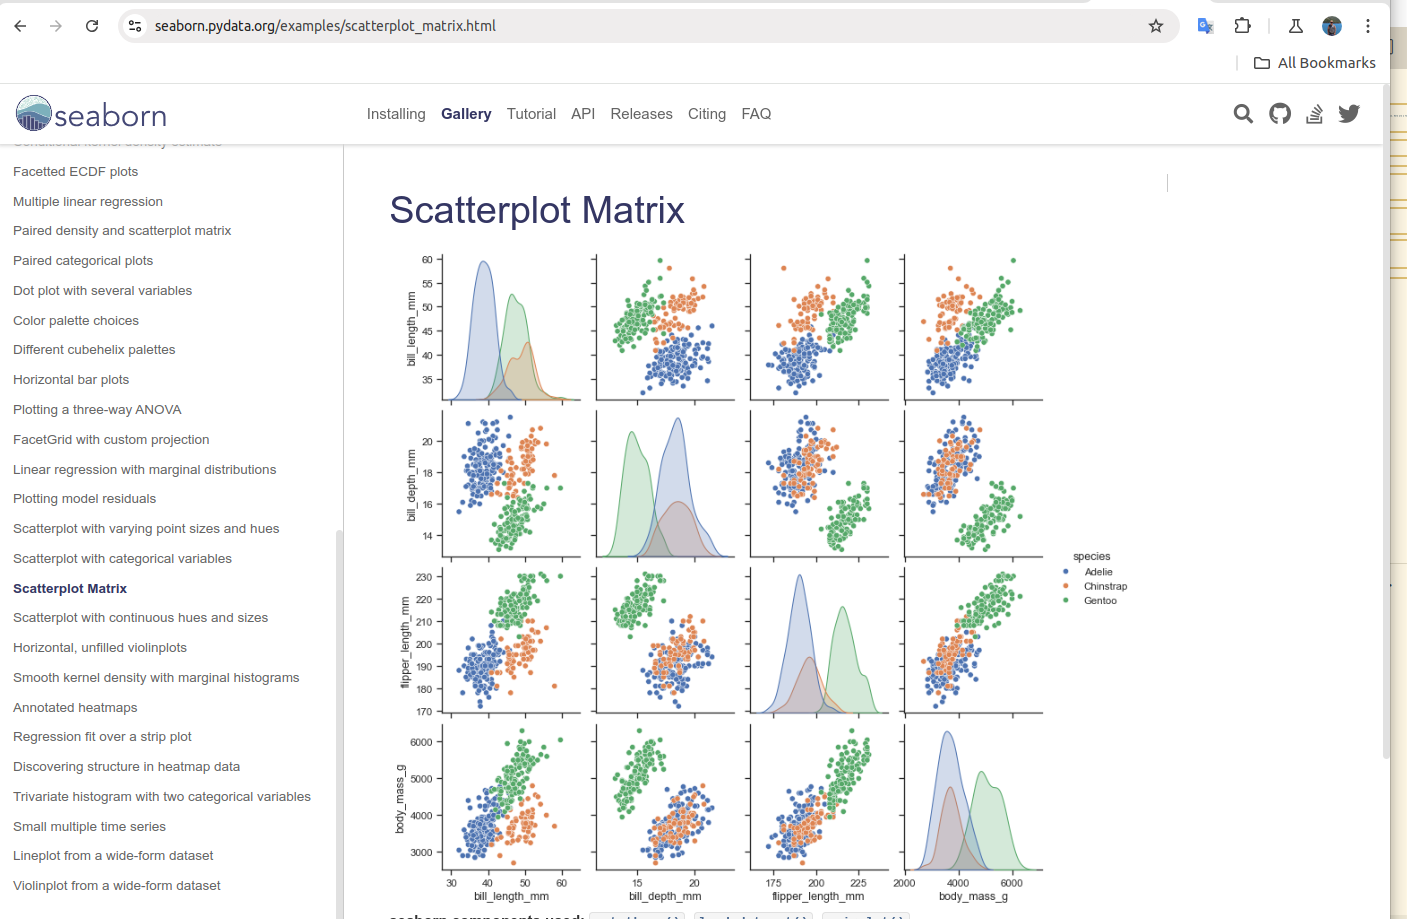 seaborn.pydata.org/examples/scatterplot_matrix.html
All Bookmarks
seaborn
Installing Gallery Tutorial API Releases Citing FAQ
Conditional kernel density estimate
Facetted ECDF plots
Multiple linear regression
Paired density and scatterplot matrix
Paired categorical plots
Dot plot with several variables
Color palette choices
Different cubehelix palettes
Horizontal bar plots
Plotting a three-way ANOVA
FacetGrid with custom projection
Linear regression with marginal distributions
Plotting model residuals
Scatterplot with varying point sizes and hues
Scatterplot with categorical variables
Scatterplot Matrix
Scatterplot with continuous hues and sizes
Horizontal, unfilled violinplots
Smooth kernel density with marginal histograms
Annotated heatmaps
Regression fit over a strip plot
Discovering structure in heatmap data
Trivariate histogram with two categorical variables
Small multiple time series
Lineplot from a wide-form dataset
Violinplot from a wide-form dataset
Scatterplot Matrix
60
55
50
45
40
35
bill_length_mm
20
18
16
14
bill_depth_mm
230
220
210
200
190
180
170
flipper_length_mm
6000
5000
4000
3000
body_mass_g
30 40 50 60
bill_length_mm
15 20
bill_depth_mm
175 200 225
flipper_length_mm
2000 4000 6000
body_mass_g
species
Adelie
Chinstrap
Gentoo
seaborn components used: